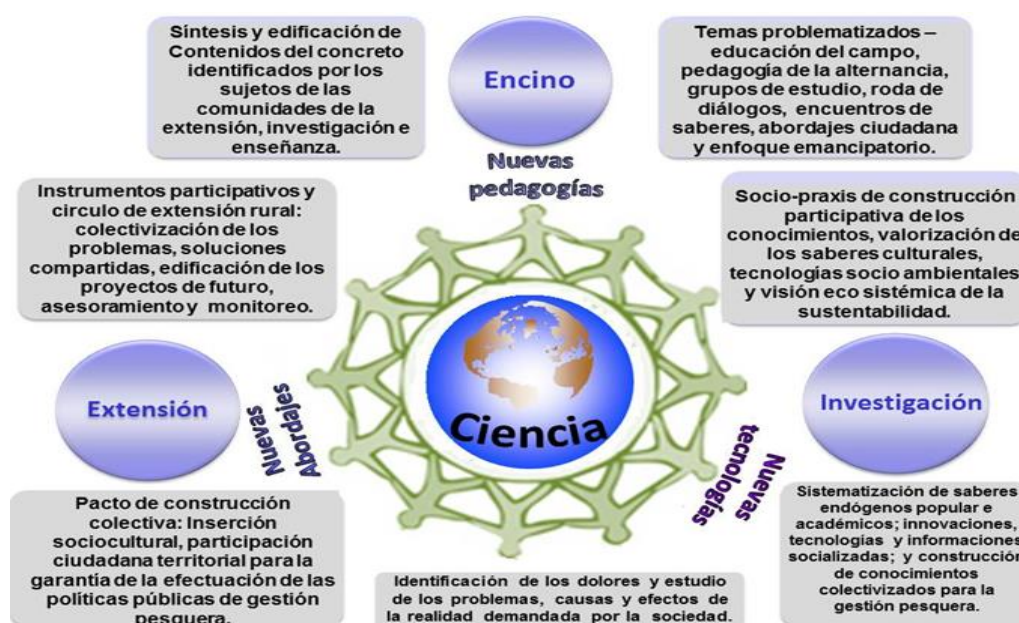 Síntesis y edificación de
Contenidos del concreto
identificados por los
sujetos de las
comunidades de la
extensión, investigación e
enseñanza.
Encino
Temas problematizados –
educación del campo,
pedagogía de la alternancia,
grupos de estudio, roda de
diálogos, encuentros de
saberes, abordajes ciudadana
y enfoque emancipatorio.
Nuevas
pedagogías
Instrumentos participativos y
circulo de extensión rural:
colectivización de los
problemas, soluciones
compartidas, edificación de los
proyectos de futuro,
asesoramiento y monitoreo.
Socio-praxis de construcción
participativa de los
conocimientos, valorización de
los saberes culturales,
tecnologías socio ambientales
y visión eco sistémica de la
sustentabilidad.
Extensión
Nuevas
Abordajes
Ciencia
Nuevas
tecnologías
Investigación
Pacto de construcción
colectiva: Inserción
sociocultural, participación
ciudadana territorial para la
garantía de la efectuación de las
políticas públicas de gestión
pesquera.
Identificación de los dolores y estudio
de los problemas, causas y efectos de
la realidad demandada por la sociedad.
Sistematización de saberes
endógenos popular e
académicos; innovaciones,
tecnologías y informaciones
socializadas; y construcción
de conocimientos
colectivizados para la
gestión pesquera.